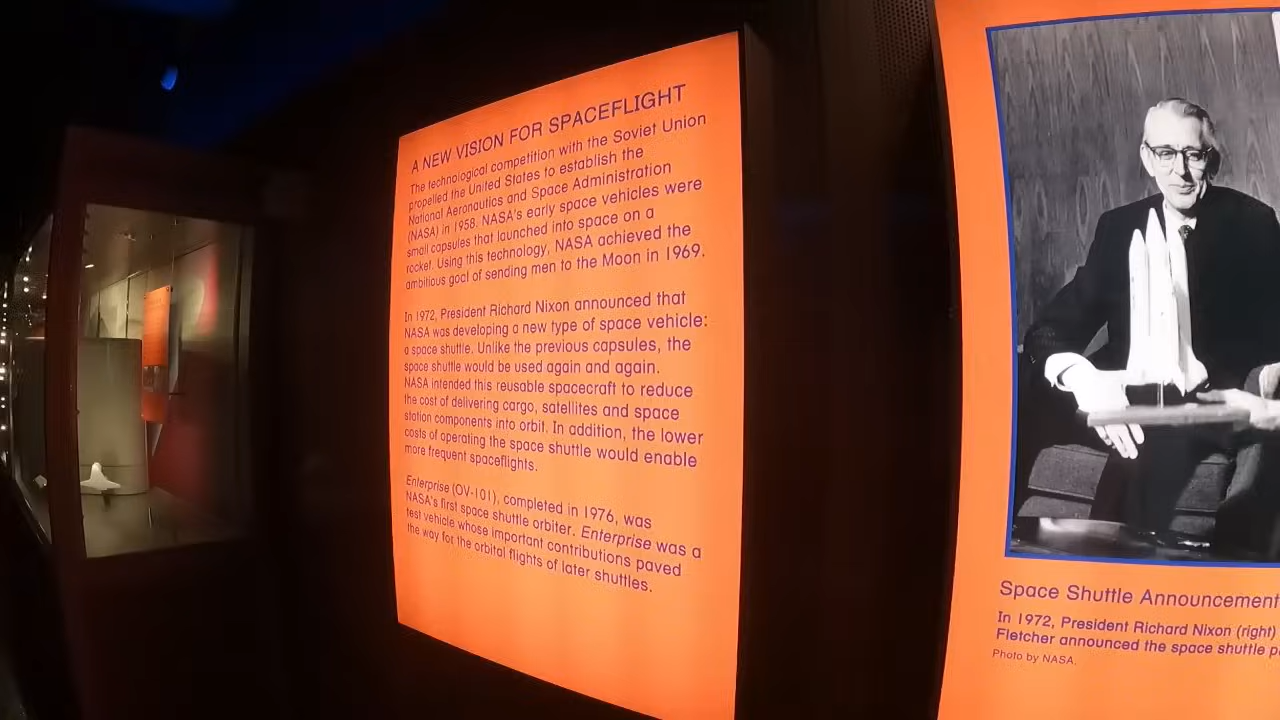 A NEW VISION FOR SPACEFLIGHT
The technological competition with the Soviet Union
propelled the United States to establish the
National Aeronautics and Space Administration
(NASA) in 1958. NASA's early space vehicles were
small capsules that launched into space on a
rocket. Using this technology, NASA achieved the
ambitious goal of sending men to the Moon in 1969.
In 1972, President Richard Nixon announced that
NASA was developing a new type of space vehicle:
a space shuttle. Unlike the previous capsules, the
space shuttle would be used again and again.
NASA intended this reusable spacecraft to reduce
the cost of delivering cargo, satellites and space
station components into orbit. In addition, the lower
costs of operating the space shuttle would enable
more frequent spaceflights.
Enterprise (OV-101), completed in 1976, was
NASA's first space shuttle orbiter. Enterprise was a
test vehicle whose important contributions paved
the way for the orbital flights of later shuttles.
Space Shuttle Announcement
In 1972, President Richard Nixon (right)
Fletcher announced the space shuttle
Photo by NASA.